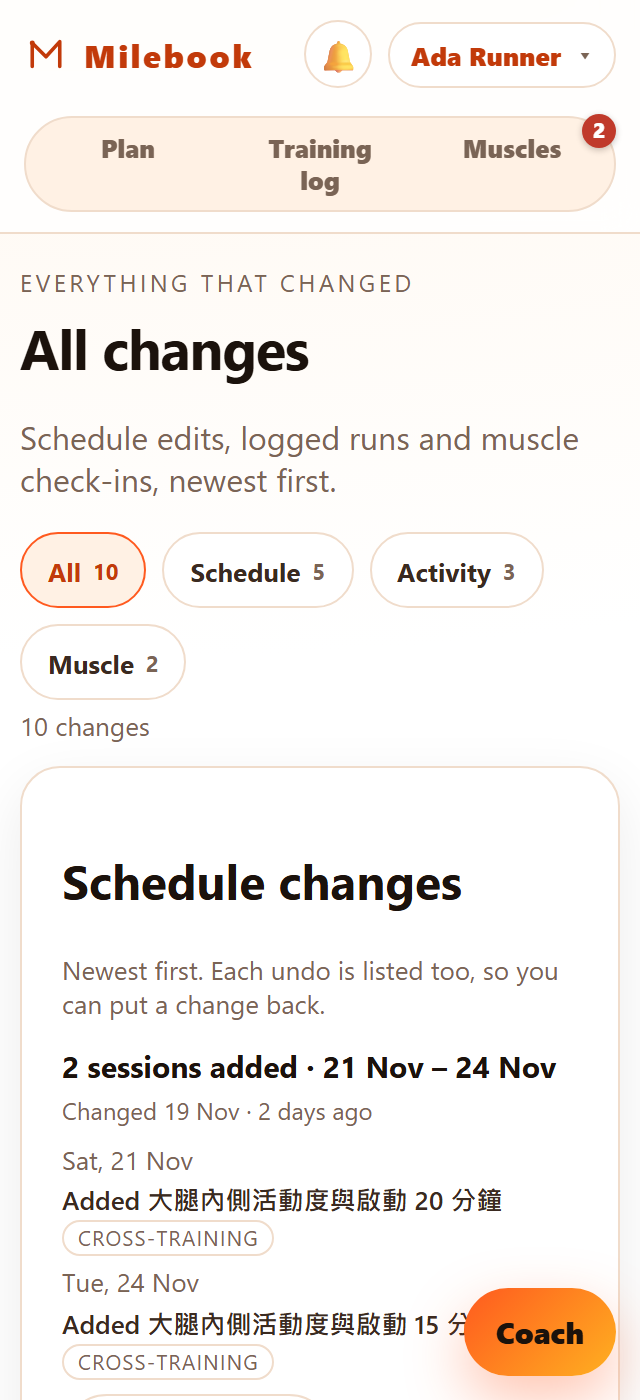 Milebook
Ada Runner
Plan
Training
log
Muscles
2
EVERYTHING THAT CHANGED
All changes
Schedule edits, logged runs and muscle
check-ins, newest first.
All 10
Schedule 5
Activity 3
Muscle 2
10 changes
Schedule changes
Newest first. Each undo is listed too, so you
can put a change back.
2 sessions added · 21 Nov – 24 Nov
Changed 19 Nov · 2 days ago
Sat, 21 Nov
Added 大腿內側活動度與啟動 20 分鐘
CROSS-TRAINING
Tue, 24 Nov
Added 大腿內側活動度與啟動 15
CROSS-TRAINING
Coach